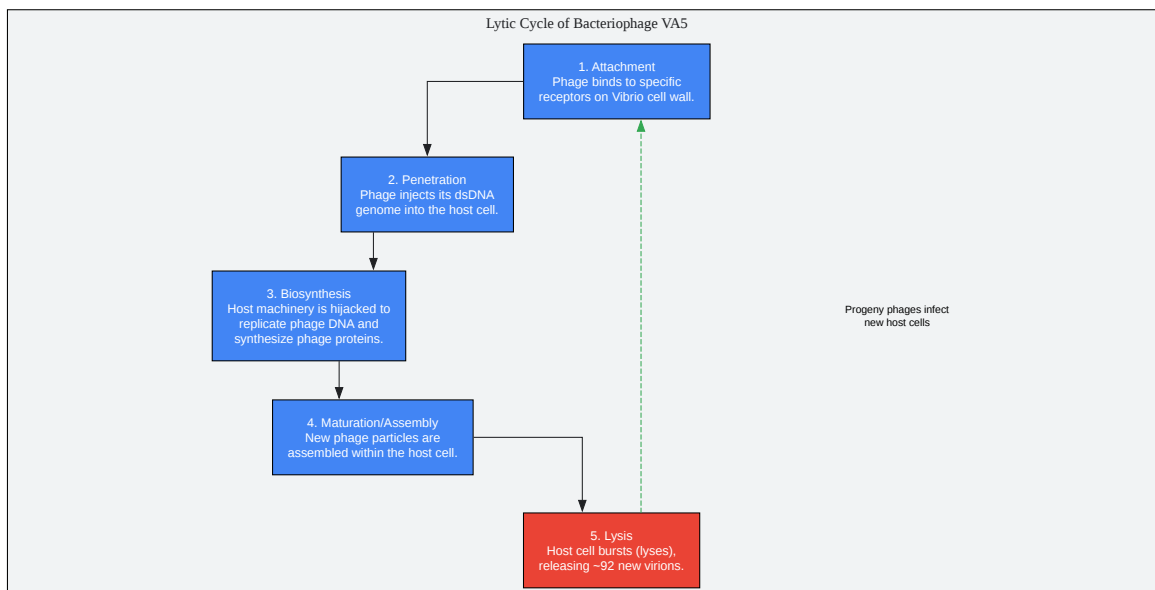 Lytic Cycle of Bacteriophage VA5
1. Attachment
Phage binds to specific
receptors on Vibrio cell wall.
2. Penetration
Phage injects its dsDNA
genome into the host cell.
3. Biosynthesis
Host machinery is hijacked to
replicate phage DNA and
synthesize phage proteins.
Progeny phages infect
new host cells
4. Maturation/Assembly
New phage particles are
assembled within the host cell.
5. Lysis
Host cell bursts (lyses),
releasing ~92 new virions.